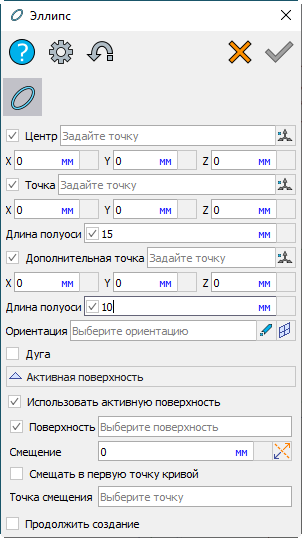 Эллипс
Центр Задайте точку
X 0 мм Y 0 мм Z 0 мм
Точка Задайте точку
X 0 мм Y 0 мм Z 0 мм
Длина полуоси 15 мм
Дополнительная точка Задайте точку
X 0 мм Y 0 мм Z 0 мм
Длина полуоси 10 мм
Ориентация Выберите ориентацию
Дуга
Активная поверхность
Использовать активную поверхность
Поверхность Выберите поверхность
Смещение 0 мм
Смещать в первую точку кривой
Точка смещения Выберите точку
Продолжить создание